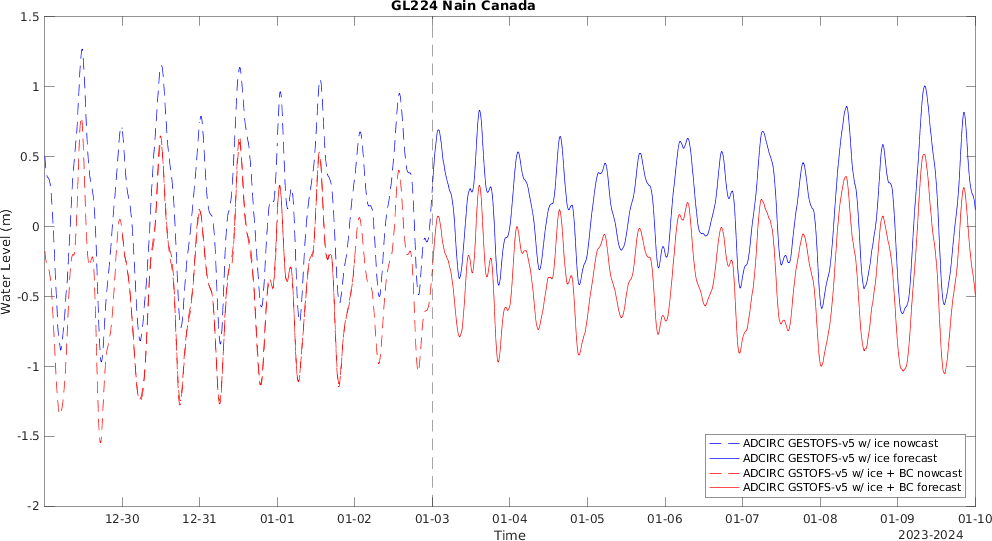 GL224 Nain Canada
Water Level (m)
1.5
1
0.5
0
-0.5
-1
-1.5
-2
ADCIRC GESTOFS-v5 w/ ice nowcast
ADCIRC GESTOFS-v5 w/ ice forecast
ADCIRC GSTOFS-v5 w/ ice + BC nowcast
ADCIRC GSTOFS-v5 w/ ice + BC forecast
12-30 12-31 01-01 01-02 01-03 01-04 01-05 01-06 01-07 01-08 01-09 01-10
Time
2023-2024